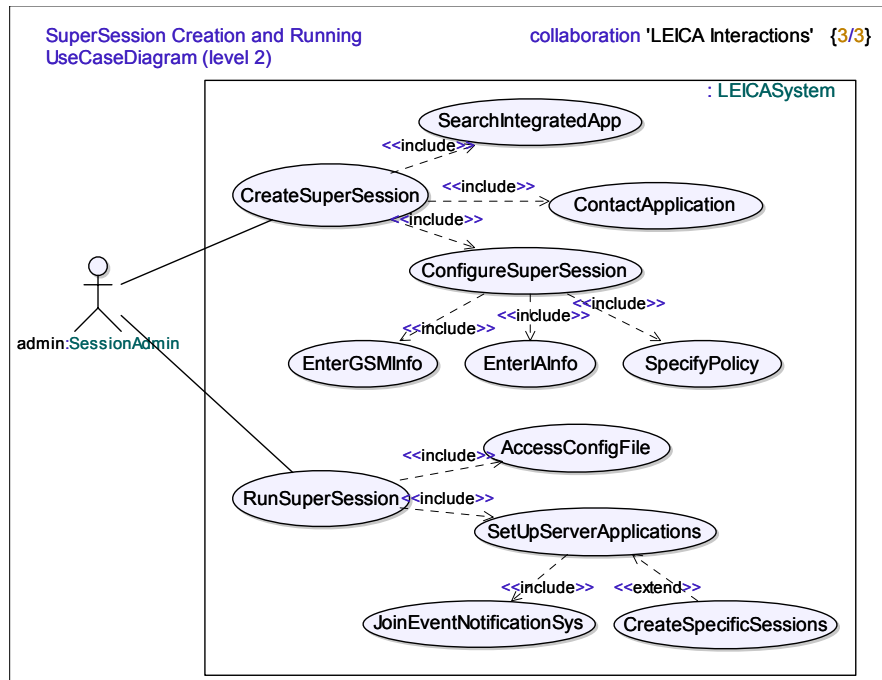 SuperSession Creation and Running
UseCaseDiagram (level 2)
collaboration 'LEICA Interactions' {3/3}
: LEICASystem
SearchIntegratedApp
<<include>>
CreateSuperSession
<<include>>
ContactApplication
<<include>>
ConfigureSuperSession
<<include>>
<<include>>
<<include>>
EnterGSMInfo
EnterIAInfo
SpecifyPolicy
admin:SessionAdmin
AccessConfigFile
<<include>>
RunSuperSession
<<include>>
SetUpServerApplications
<<include>>
<<extend>>
JoinEventNotificationSys
CreateSpecificSessions